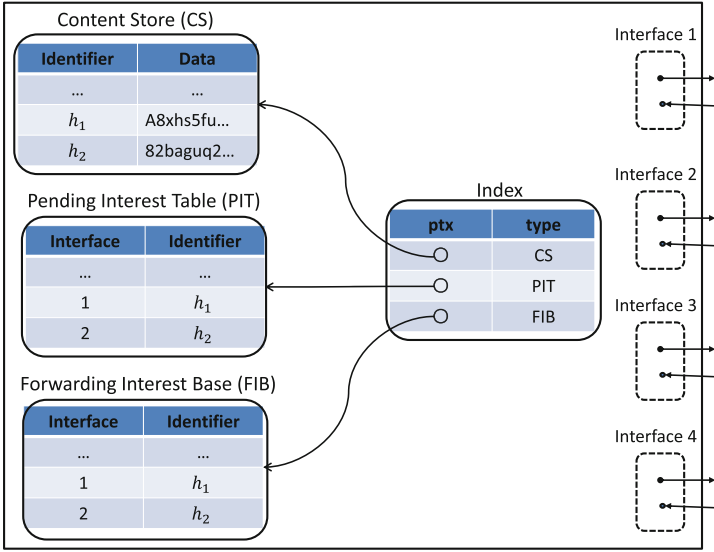 Content Store (CS)
Identifier Data
... ...
h₁ A8xhs5fu...
h₂ 82baguq2...
Pending Interest Table (PIT)
Interface Identifier
... ...
1 h₁
2 h₂
Forwarding Interest Base (FIB)
Interface Identifier
... ...
1 h₁
2 h₂
Index
ptx type
CS
PIT
FIB
Interface 1
Interface 2
Interface 3
Interface 4